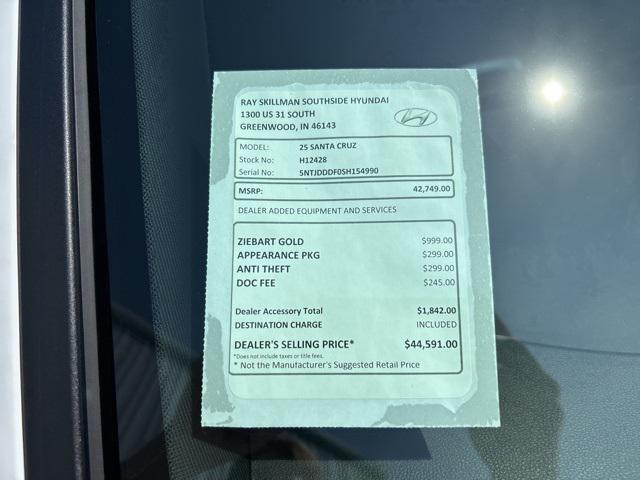 RAY SKILLMAN SOUTHSIDE HYUNDAI
1300 US 31 SOUTH
GREENWOOD, IN 46143
MODEL: 25 SANTA CRUZ
Stock No: H12428
Serial No: 5NTJDDDF0SH154990
MSRP: 42,749.00
DEALER ADDED EQUIPMENT AND SERVICES
ZIEBART GOLD $999.00
APPEARANCE PKG $299.00
ANTI THEFT $299.00
DOC FEE $245.00
Dealer Accessory Total $1,842.00
DESTINATION CHARGE INCLUDED
DEALER'S SELLING PRICE* $44,591.00
*Does not include taxes or title fees.
* Not the Manufacturer's Suggested Retail Price